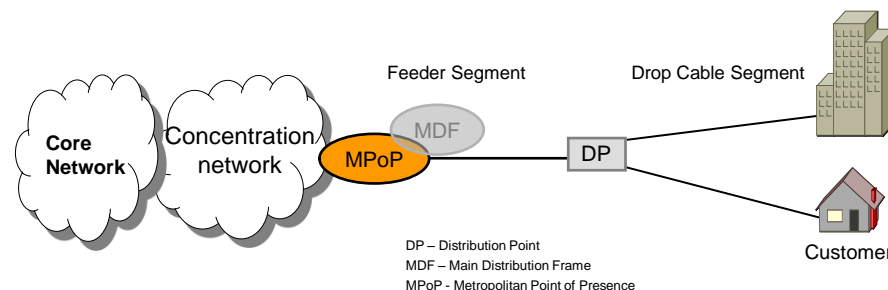 Feeder Segment
Drop Cable Segment
Core
Network
Concentration
network
MDF
MPoP
DP
Customer
DP – Distribution Point
MDF – Main Distribution Frame
MPoP - Metropolitan Point of Presence